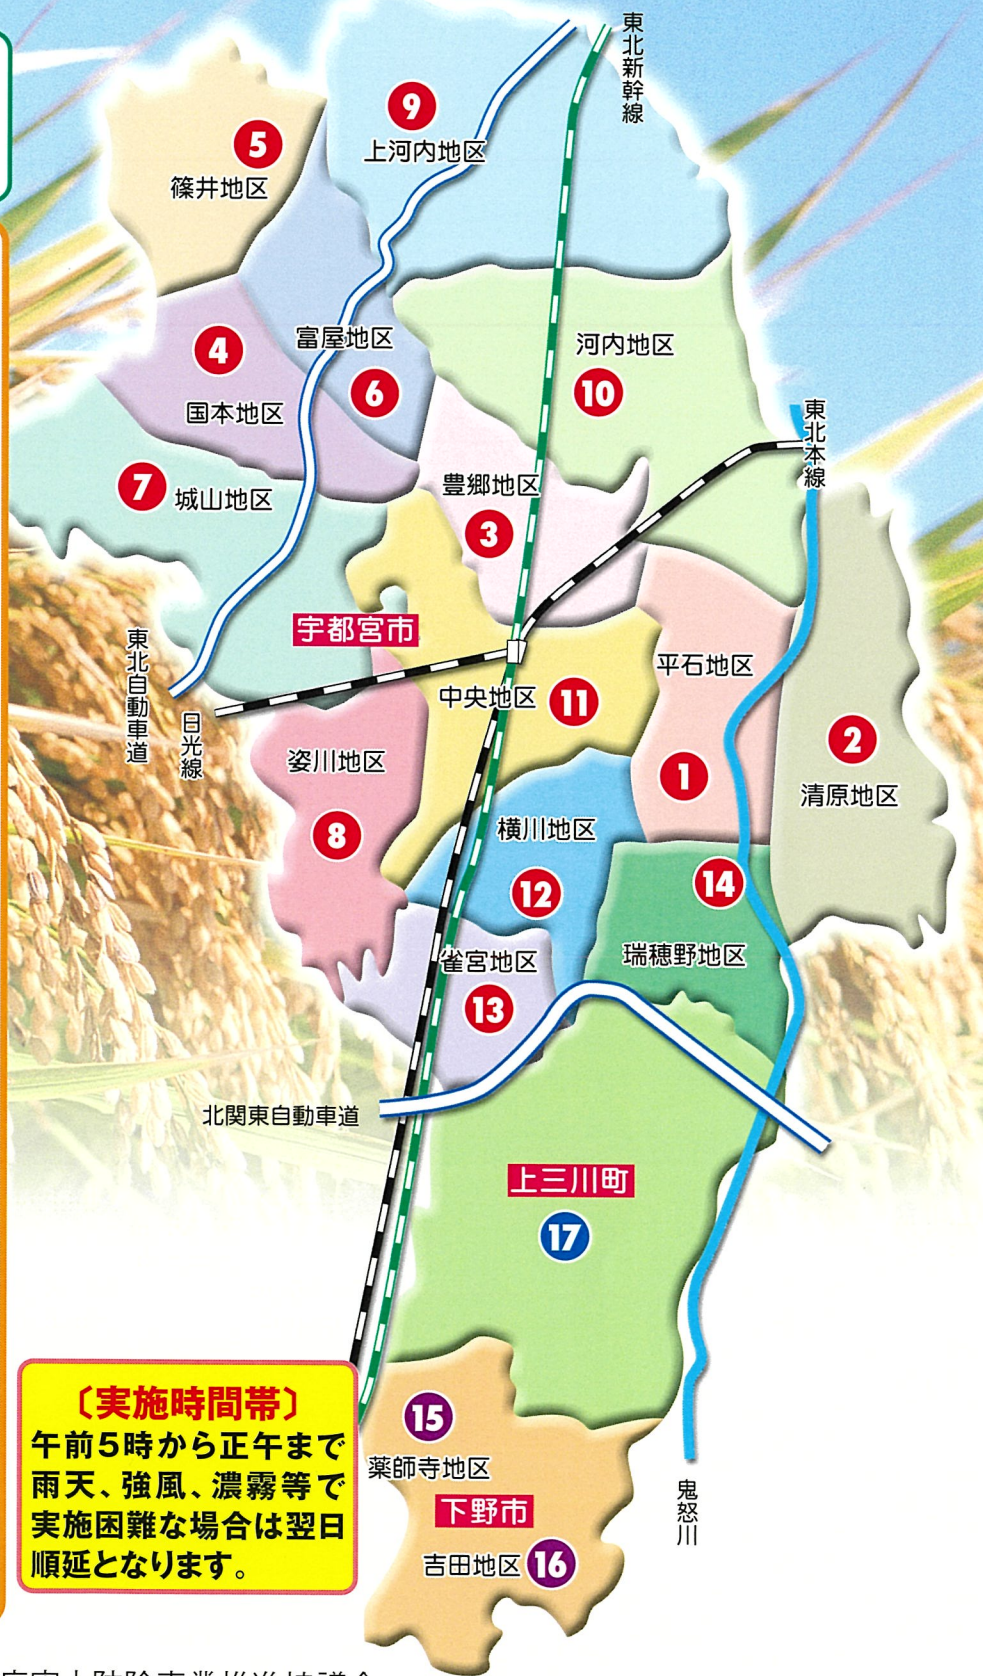 東北新幹線
9
上河内地区
5
篠井地区
富屋地区
6
4
国本地区
河内地区
10
東北本線
7
城山地区
豊郷地区
3
宇都宮市
平石地区
1
中央地区
11
2
清原地区
東北自動車道
日光線
姿川地区
8
横川地区
12
14
瑞穂野地区
雀宮地区
13
北関東自動車道
上三川町
17
〔実施時間帯〕
午前5時から正午まで
雨天、強風、濃霧等で
実施困難な場合は翌日
順延となります。
15
薬師寺地区
下野市
吉田地区
16
鬼怒川